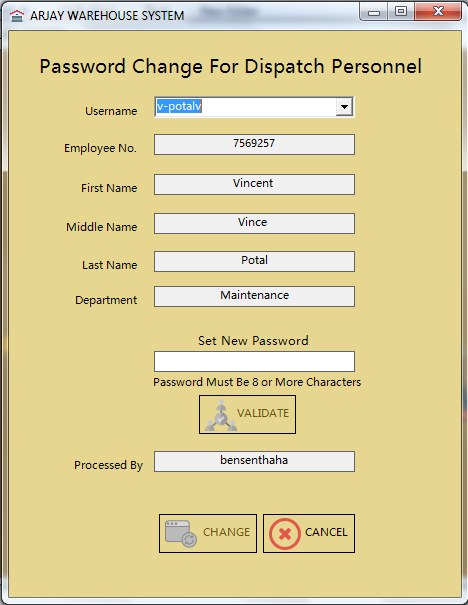 ARJAY WAREHOUSE SYSTEM
Password Change For Dispatch Personnel
Username v-potalv
Employee No. 7569257
First Name Vincent
Middle Name Vince
Last Name Potal
Department Maintenance
Set New Password
Password Must Be 8 or More Characters
VALIDATE
Processed By bensenthaha
CHANGE CANCEL